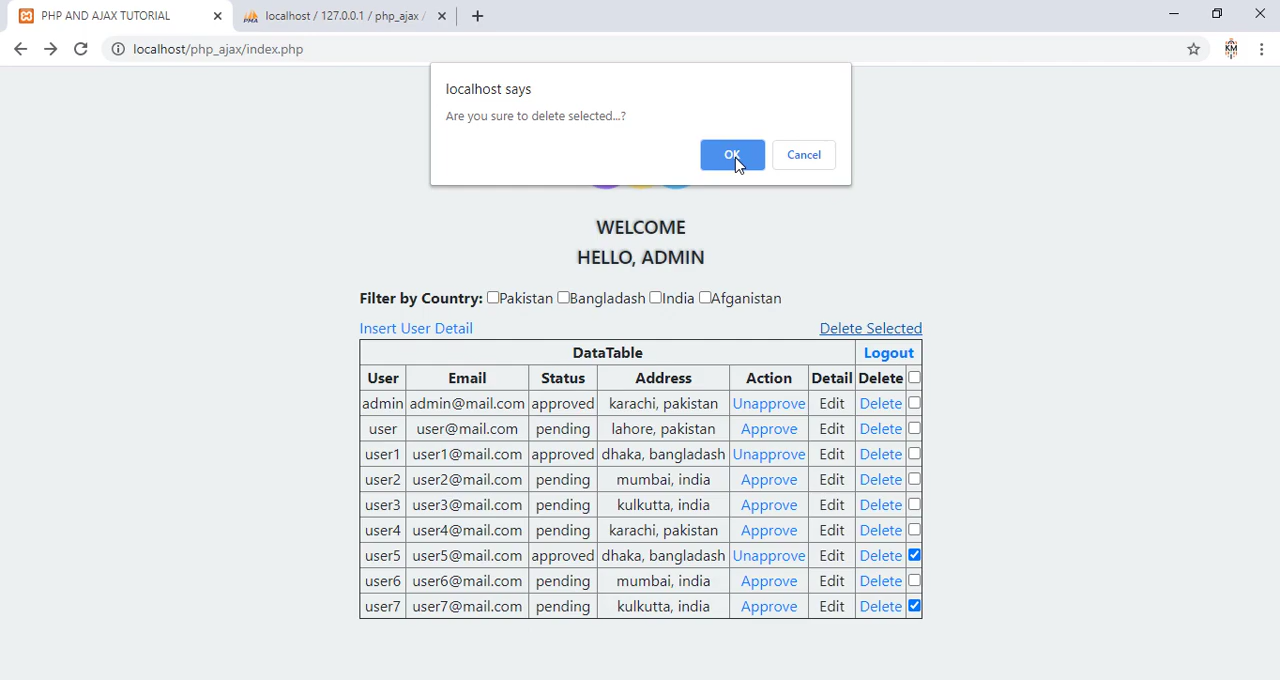 PHP AND AJAX TUTORIAL
localhost / 127.0.0.1 / php_ajax /
localhost/php_ajax/index.php
KM
localhost says
Are you sure to delete selected...?
OK Cancel
WELCOME
HELLO, ADMIN
Filter by Country: Pakistan Bangladash India Afganistan
Insert User Detail Delete Selected
DataTable Logout
User Email Status Address Action Detail Delete
admin admin@mail.com approved karachi, pakistan Unapprove Edit Delete
user user@mail.com pending lahore, pakistan Approve Edit Delete
user1 user1@mail.com approved dhaka, bangladash Unapprove Edit Delete
user2 user2@mail.com pending mumbai, india Approve Edit Delete
user3 user3@mail.com pending kulkutta, india Approve Edit Delete
user4 user4@mail.com pending karachi, pakistan Approve Edit Delete
user5 user5@mail.com approved dhaka, bangladash Unapprove Edit Delete
user6 user6@mail.com pending mumbai, india Approve Edit Delete
user7 user7@mail.com pending kulkutta, india Approve Edit Delete